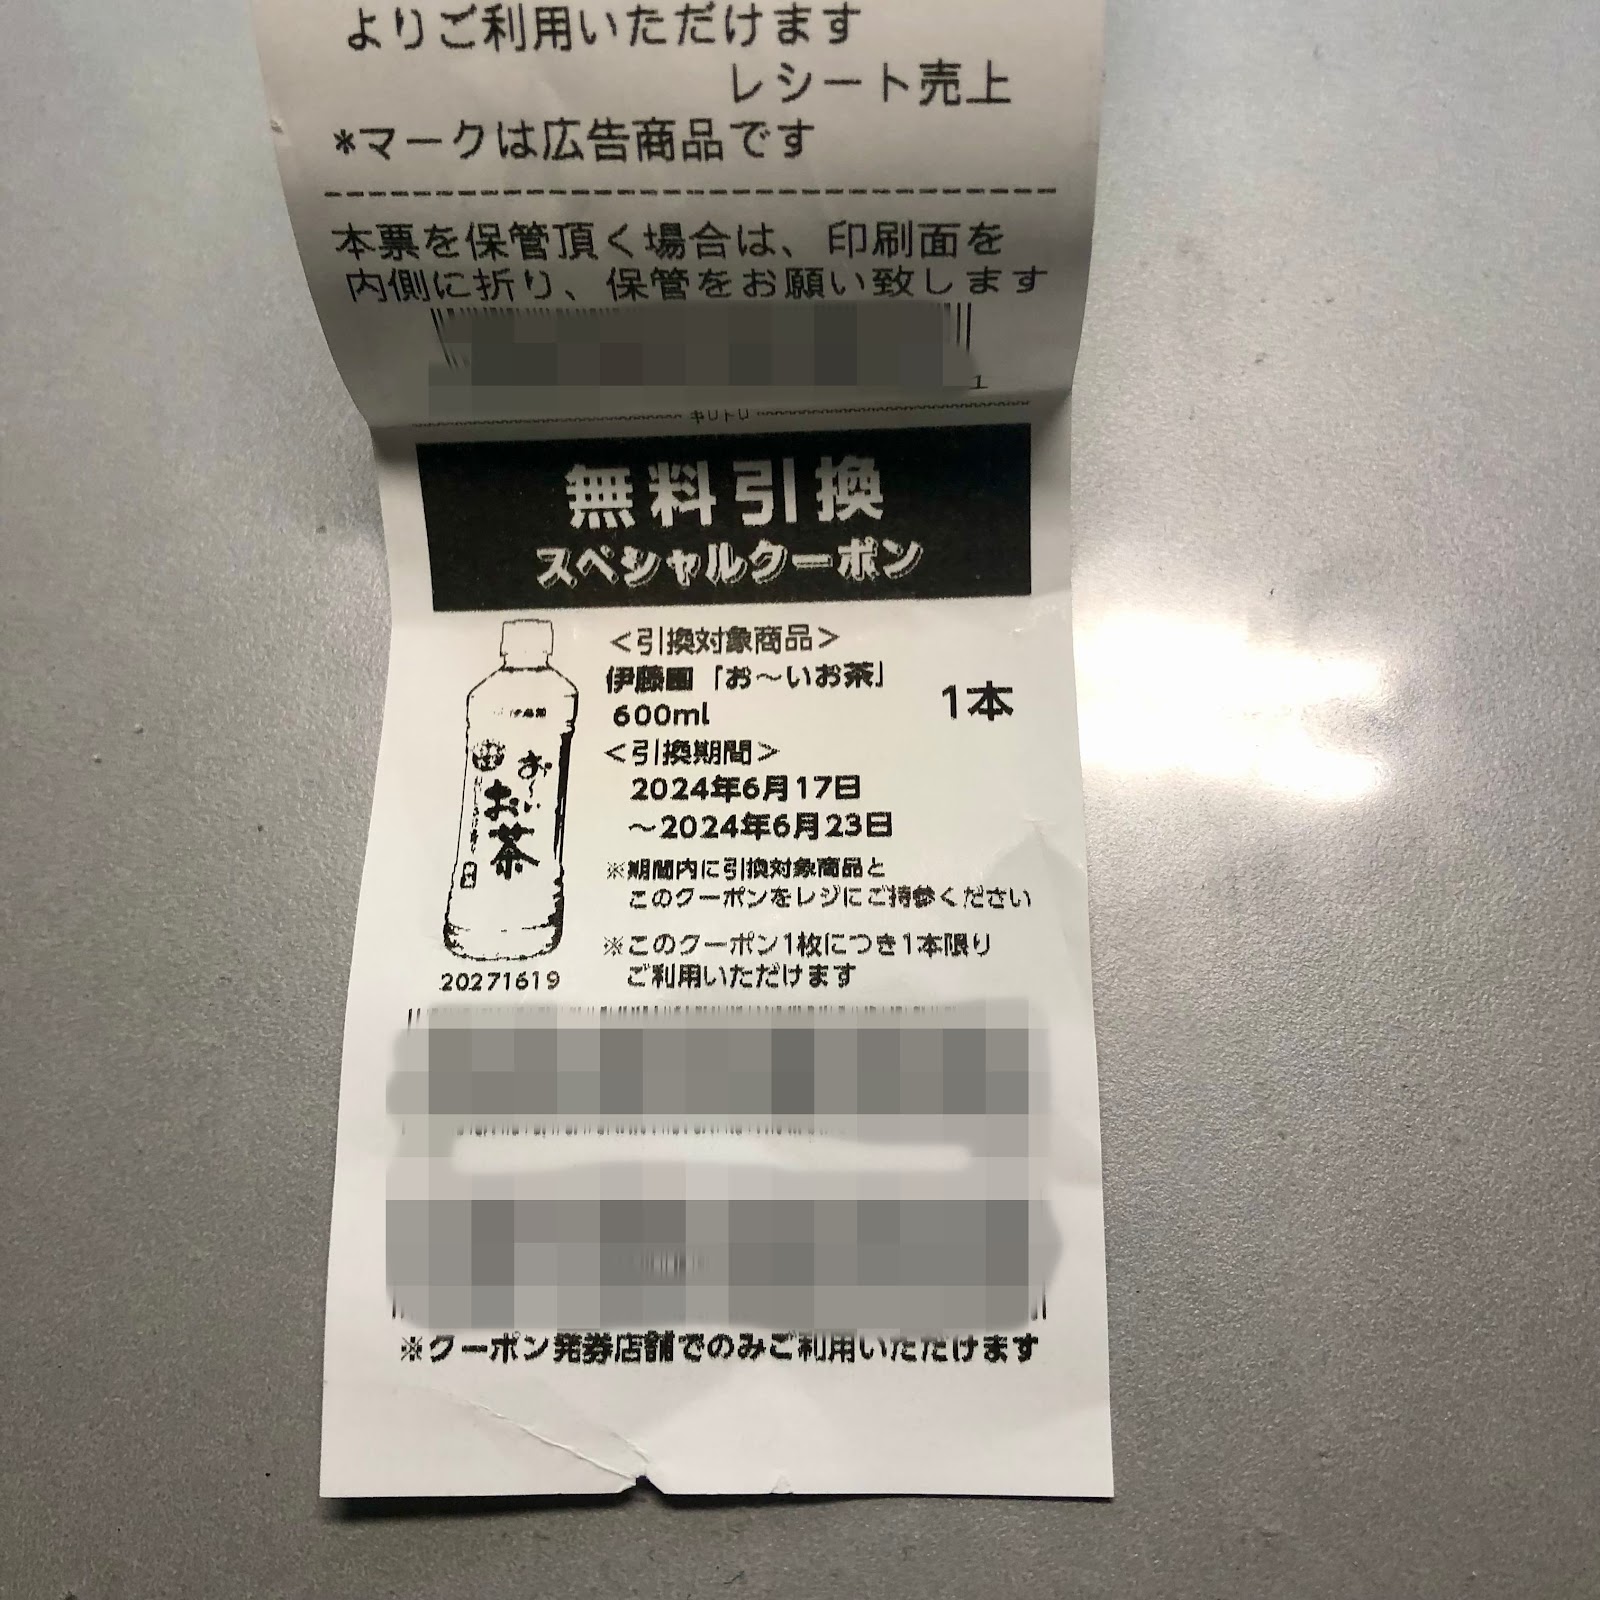 よりご利用いただけます
レシート売上
*マークは広告商品です
本票を保管頂く場合は、印刷面を
内側に折り、保管をお願い致します
1
キリトリ
無料引換
スペシャルクーポン
<引換対象商品>
伊藤園「お~いお茶」
600ml
1本
<引換期間>
2024年6月17日
~2024年6月23日
※期間内に引換対象商品と
このクーポンをレジにご持参ください
※このクーポン1枚につき1本限り
ご利用いただけます
お~い
お茶
20271619
※クーポン発券店舗でのみご利用いただけます